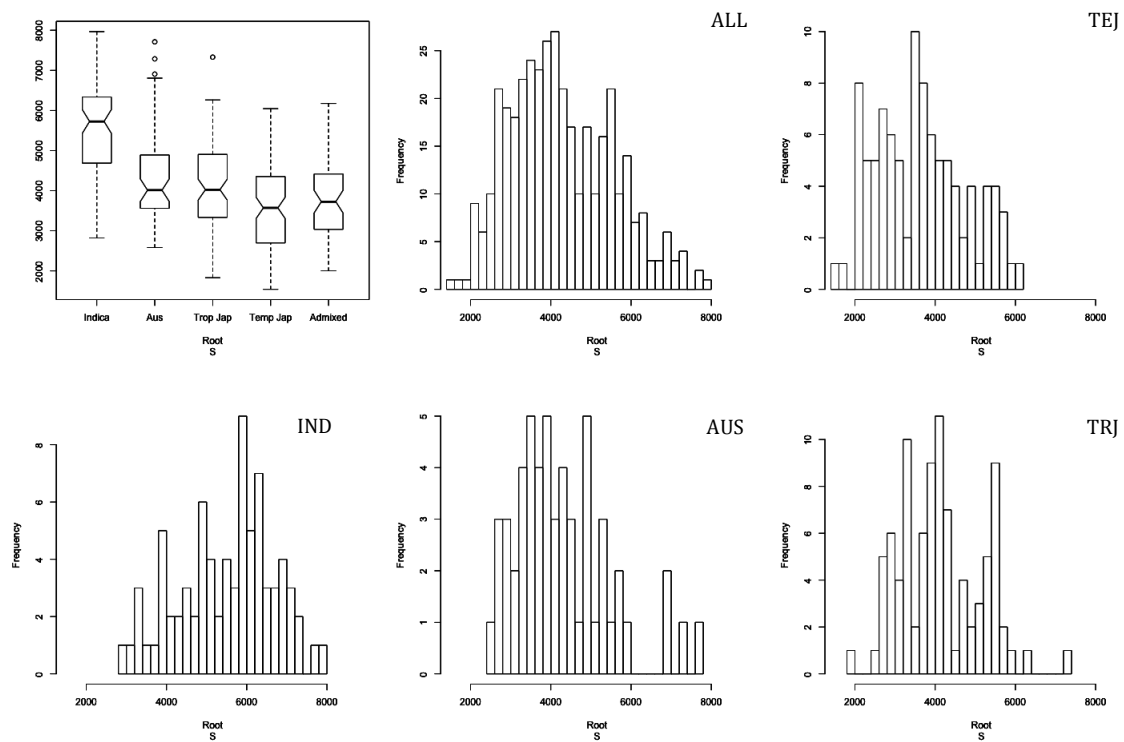 8000
7000
6000
5000
4000
3000
2000
Indica Aus Trop Jap Temp Jap Admixed
Root
S
ALL
Frequency
25
20
15
10
5
0
2000 4000 6000 8000
Root
S
TEJ
Frequency
10
8
6
4
2
0
2000 4000 6000 8000
Root
S
IND
Frequency
8
6
4
2
0
2000 4000 6000 8000
Root
S
AUS
Frequency
5
4
3
2
1
0
2000 4000 6000 8000
Root
S
TRJ
Frequency
10
8
6
4
2
0
2000 4000 6000 8000
Root
S